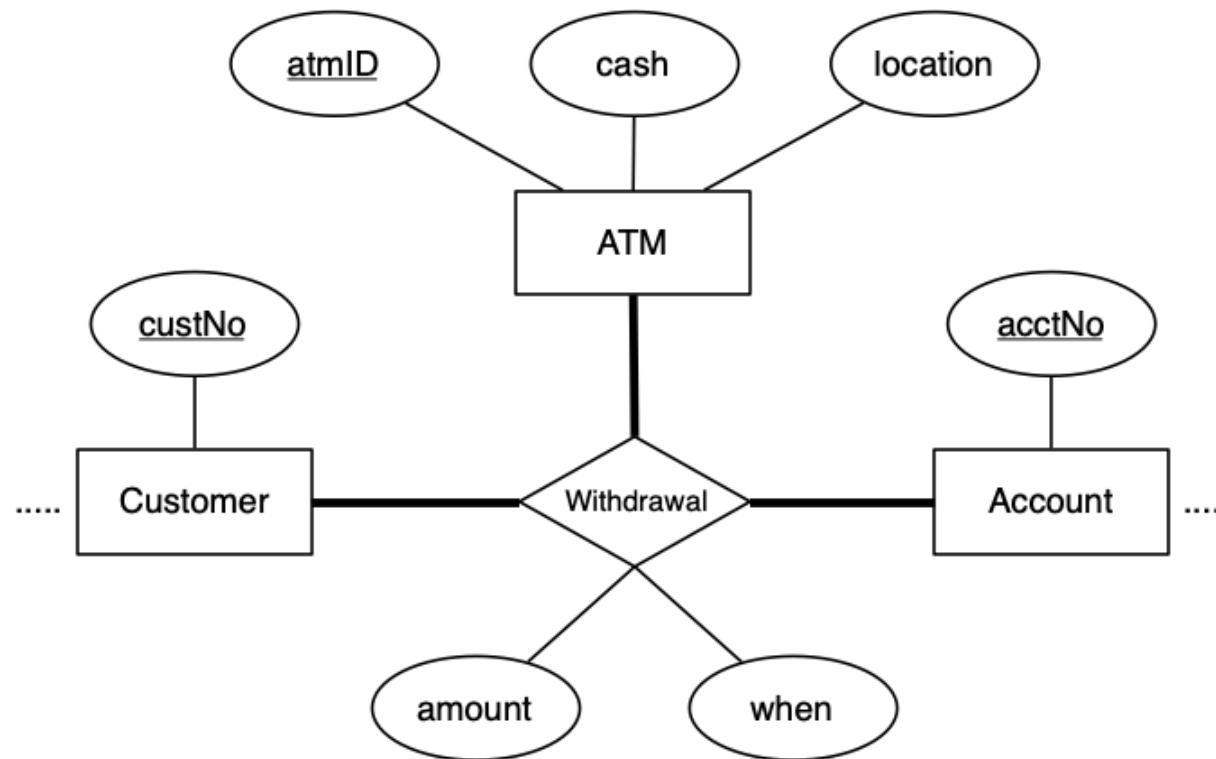 atmID
cash
location
ATM
custNo
acctNo
..... Customer
Withdrawal
Account ....
amount
when